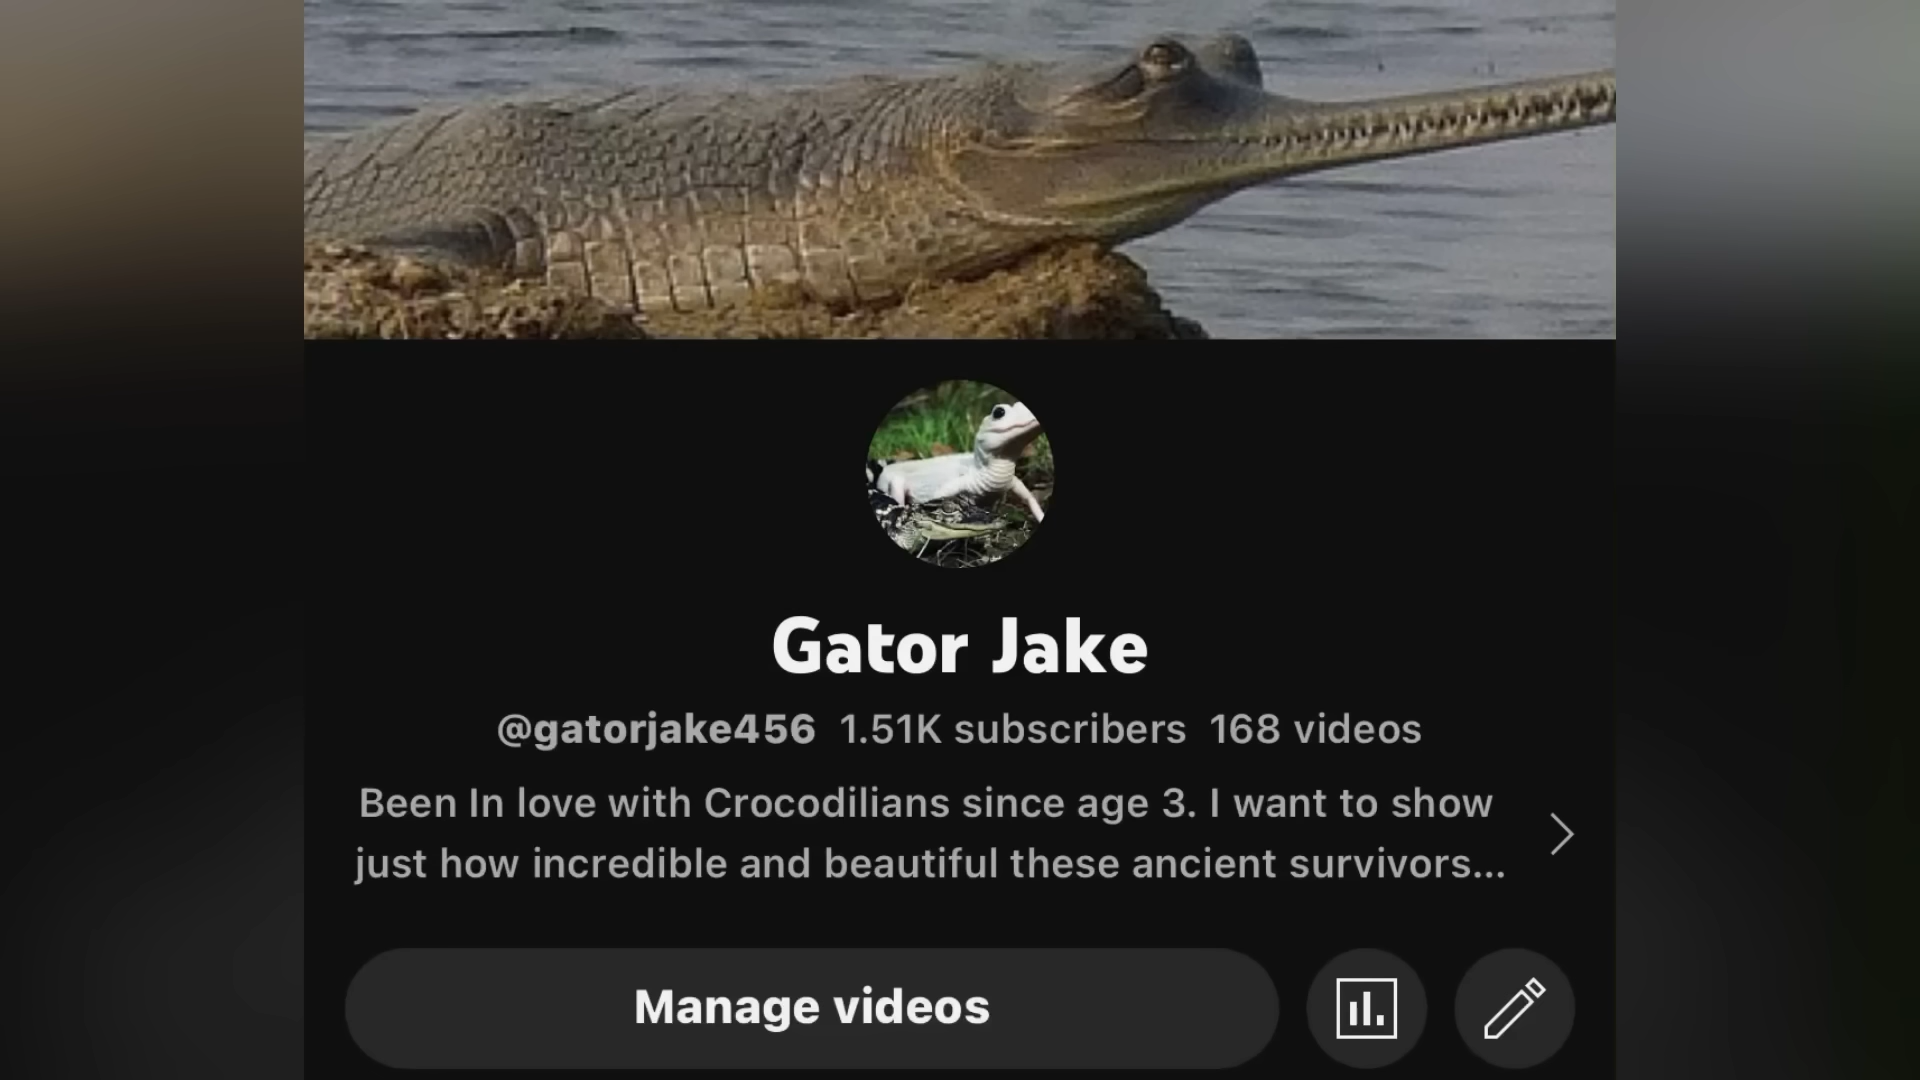 Gator Jake
@gatorjake456 1.51K subscribers 168 videos
Been In love with Crocodilians since age 3. I want to show
just how incredible and beautiful these ancient survivors...
Manage videos